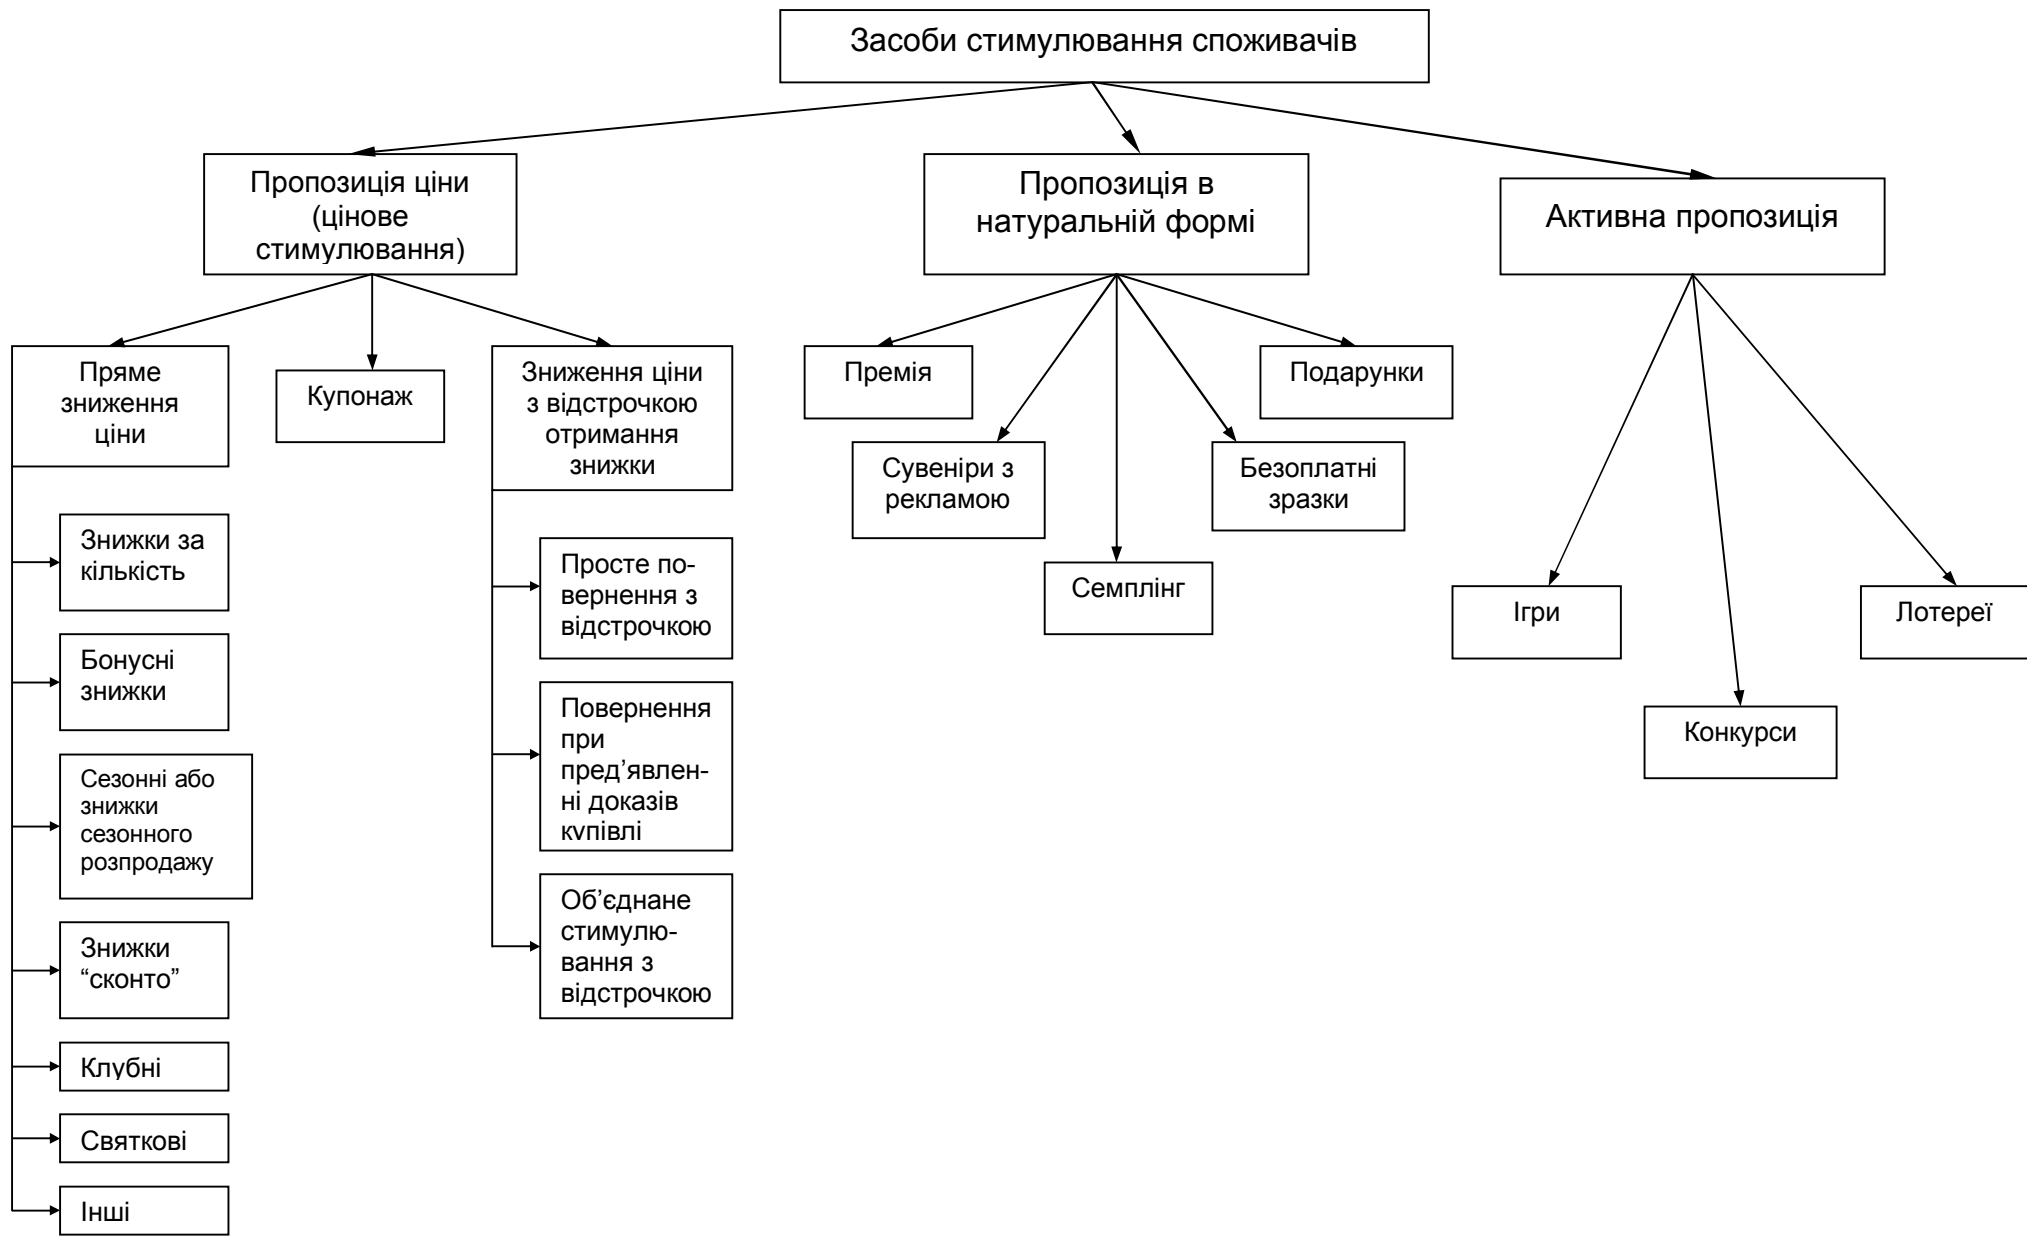 Засоби стимулювання споживачів
Пропозиція ціни
(цінове
стимулювання)
Пропозиція в
натуральній формі
Активна пропозиція
Пряме
зниження
ціни
Купонаж
Зниження ціни
з відстрочкою
отримання
знижки
Премія
Подарунки
Сувеніри з
рекламою
Безоплатні
зразки
Семплінг
Ігри
Лотереї
Конкурси
Знижки за
кількість
Бонусні
знижки
Сезонні або
знижки
сезонного
розпродажу
Знижки
“сконто”
Клубні
Святкові
Інші
Просте по-
вернення з
відстрочкою
Повернення
при
пред’явлен-
ні доказів
купівлі
Об’єднане
стимулю-
вання з
відстрочкою